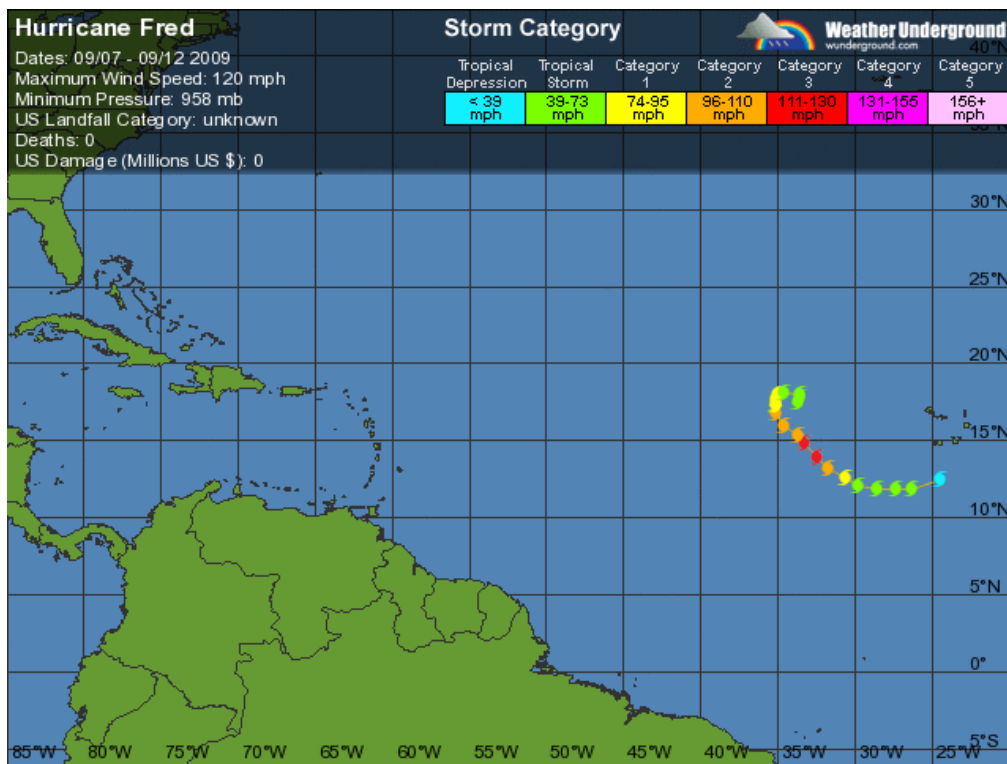 Hurricane Fred
Dates: 09/07 - 09/12 2009
Maximum Wind Speed: 120 mph
Minimum Pressure: 958 mb
US Landfall Category: unknown
Deaths: 0
US Damage (Millions US $): 0
Storm Category
Weather Underground
wunderground.com
Tropical Depression
< 39 mph
Tropical Storm
39-73 mph
Category 1
74-95 mph
Category 2
96-110 mph
Category 3
111-130 mph
Category 4
131-155 mph
Category 5
156+ mph
40°N
35°N
30°N
25°N
20°N
15°N
10°N
5°N
0°
5°S
85°W 80°W 75°W 70°W 65°W 60°W 55°W 50°W 45°W 40°W 35°W 30°W 25°W